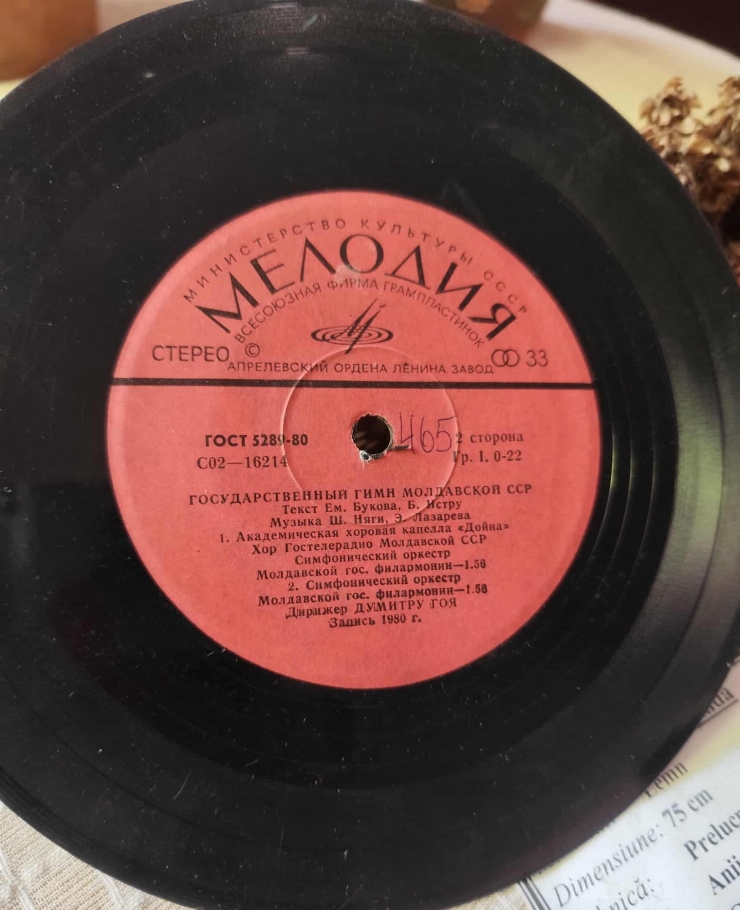 МИНИСТЕРСТВО КУЛЬТУРЫ СССР
МЕЛОДИЯ
ВСЕСОЮЗНАЯ ФИРМА ГРАМПЛАСТИНОК
СТЕРЕО ©
33
АПРЕЛЕВСКИЙ ОРДЕНА ЛЕНИНА ЗАВОД
ГОСТ 5289-80
465
2 сторона
С02—16214
Гр. I. 0-22
ГОСУДАРСТВЕННЫЙ ГИМН МОЛДАВСКОЙ ССР
Текст Ем. Букова, Б. Истру
Музыка Ш. Няги, Э. Лазарева
1. Академическая хоровая капелла «Дойна»
Хор Гостелерадио Молдавской ССР
Симфонический оркестр
Молдавской гос. филармонии—1.56
2. Симфонический оркестр
Молдавской гос. филармонии—1.56
Дирижер ДУМИТРУ ГОЯ
Запись 1980 г.
Dimensiune: 75 cm